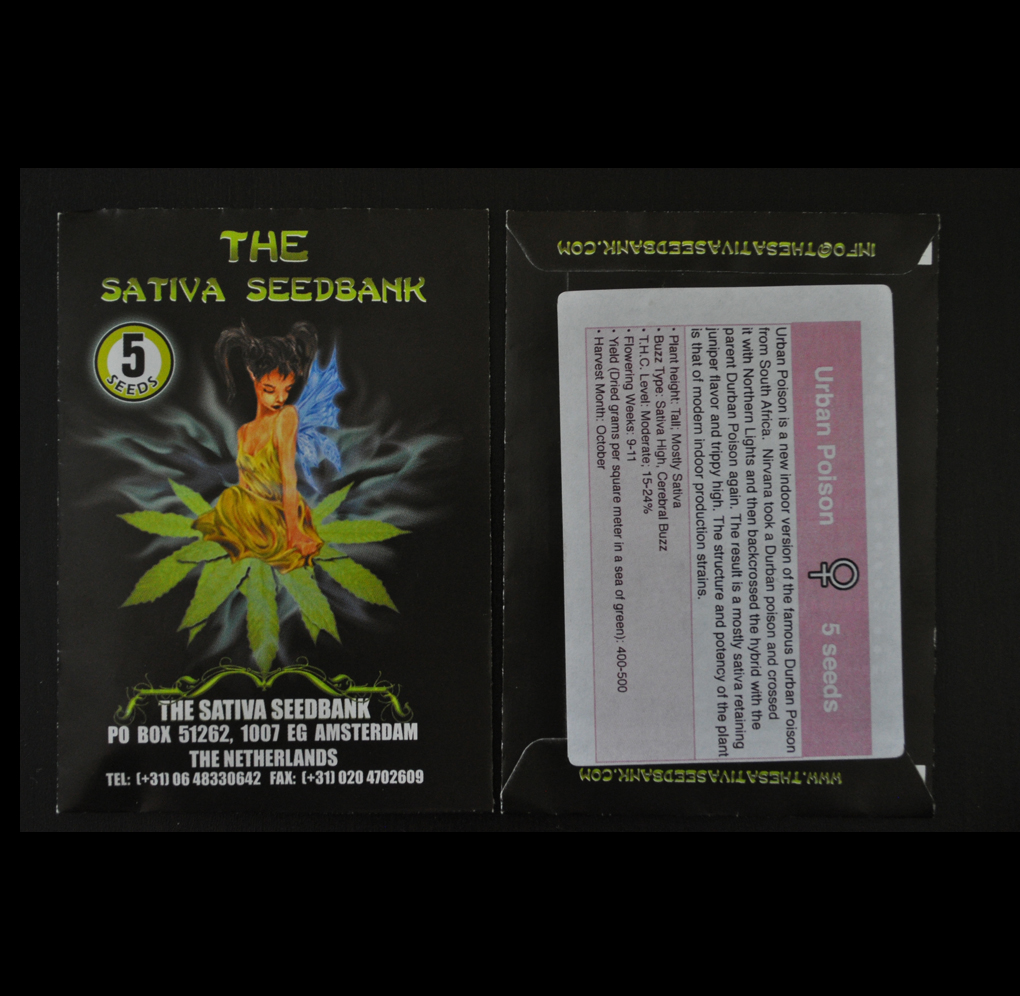 THE
SATIVA SEEDBANK
5
SEEDS
THE SATIVA SEEDBANK
PO BOX 51262, 1007 EG AMSTERDAM
THE NETHERLANDS
TEL: (+31) 06 48330642 FAX: (+31) 020 4702609
INFO@THESATIVASEEDBANK.COM
Urban Poison ♀ 5 seeds
Urban Poison is a new indoor version of the famous Durban Poison
from South Africa. Nirvana took a Durban poison and crossed
it with Northern Lights and then backcrossed the hybrid with the
parent Durban Poison again. The result is a mostly sativa retaining
juniper flavor and trippy high. The structure and potency of the plant
is that of modern indoor production strains.
• Plant height: Tall; Mostly Sativa
• Buzz Type: Sativa High, Cerebral Buzz
• T.H.C. Level: Moderate; 15-24%
• Flowering Weeks: 9-11
• Yield (Dried grams per square meter in a sea of green): 400-500
• Harvest Month: October
WWW.THESATIVASEEDBANK.COM